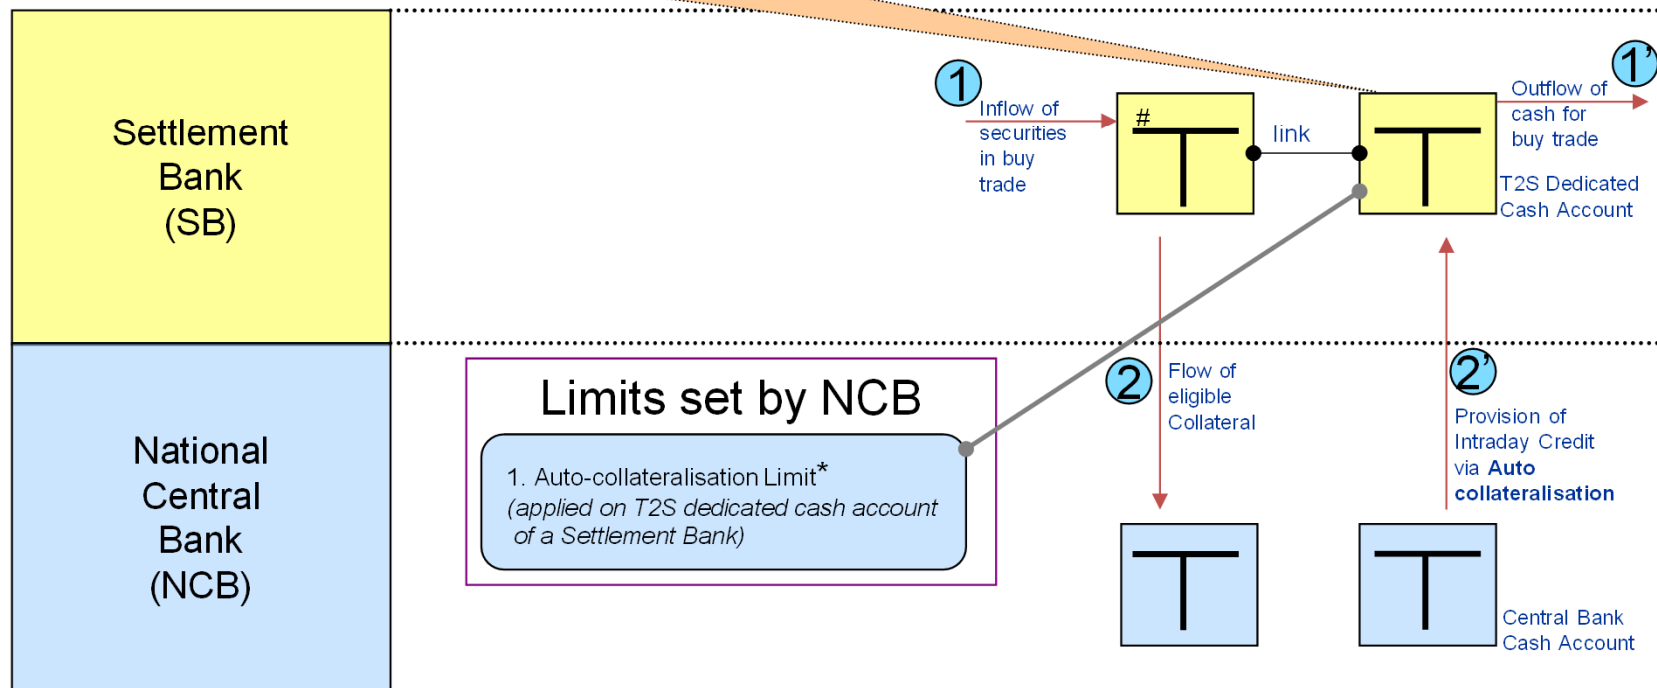 Settlement
Bank
(SB)
1
Inflow of
securities
in buy
trade
#
link
1’
Outflow of
cash for
buy trade
T2S Dedicated
Cash Account
National
Central
Bank
(NCB)
Limits set by NCB
1. Auto-collateralisation Limit*
(applied on T2S dedicated cash account
of a Settlement Bank)
2
Flow of
eligible
Collateral
2’
Provision of
Intraday Credit
via Auto
collateralisation
Central Bank
Cash Account